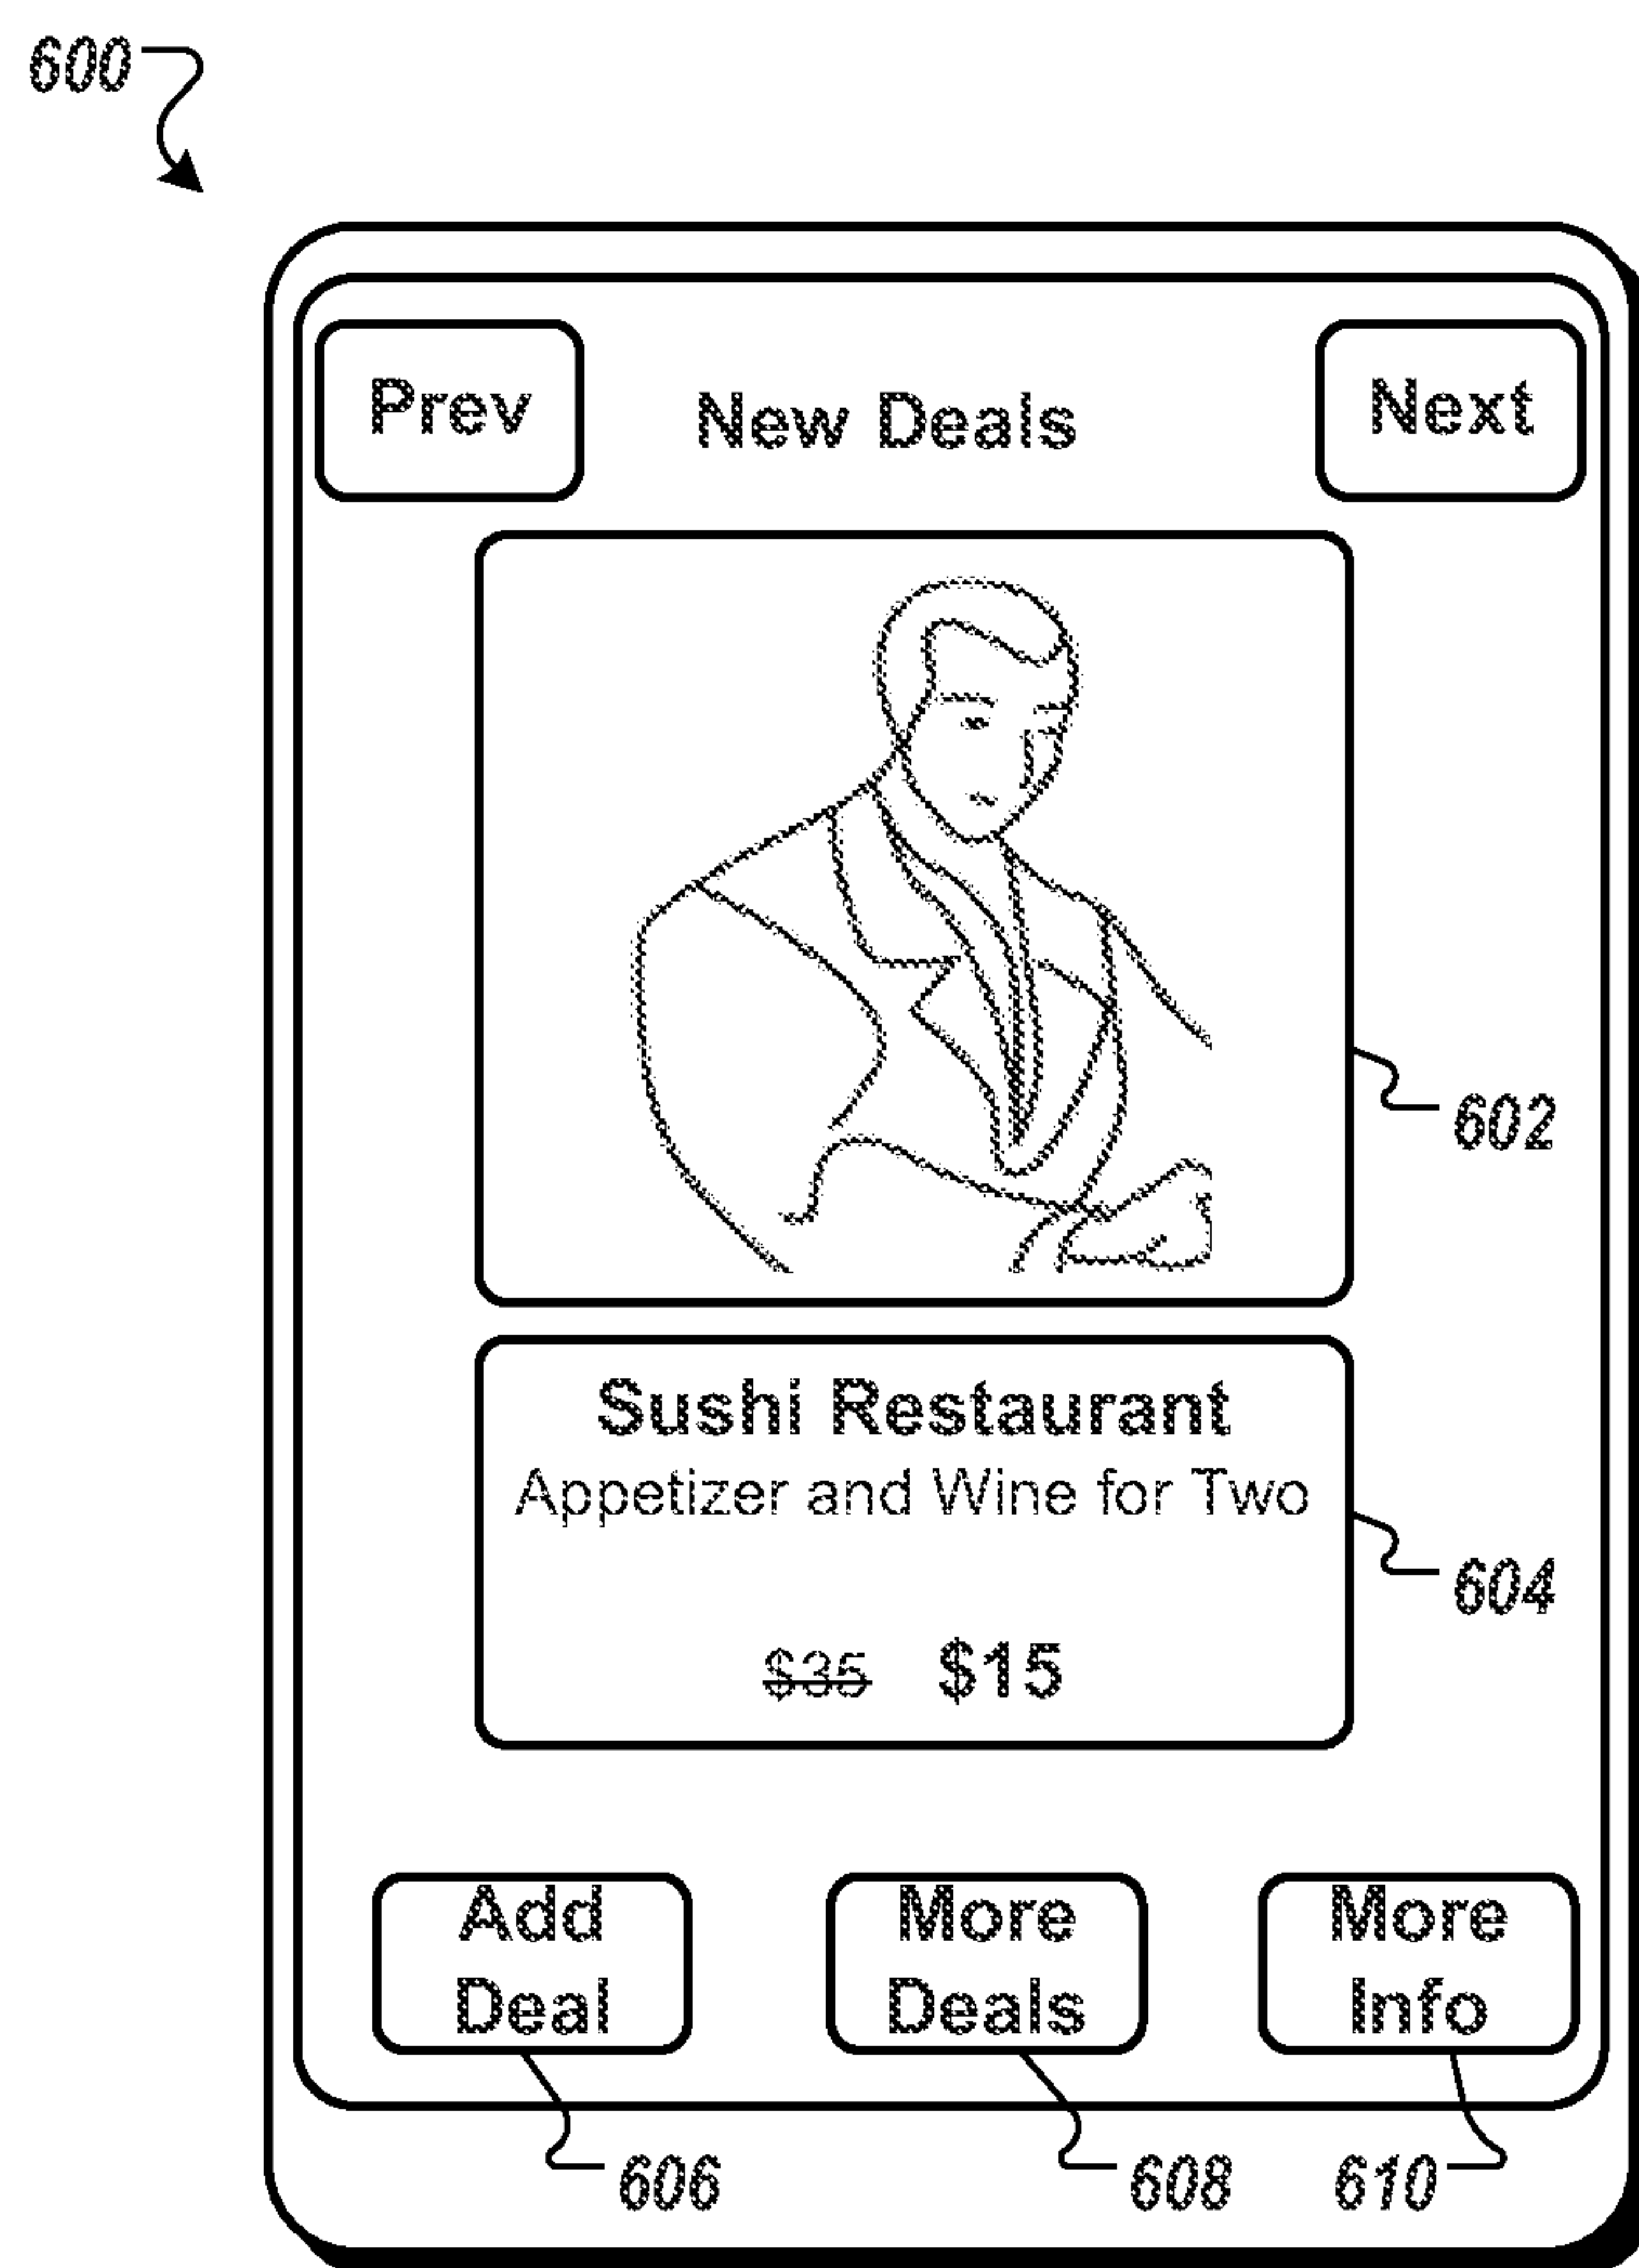 600
Prev New Deals Next
602
Sushi Restaurant
Appetizer and Wine for Two
604
$35 $15
Add
Deal
More
Deals
More
Info
606
608
610